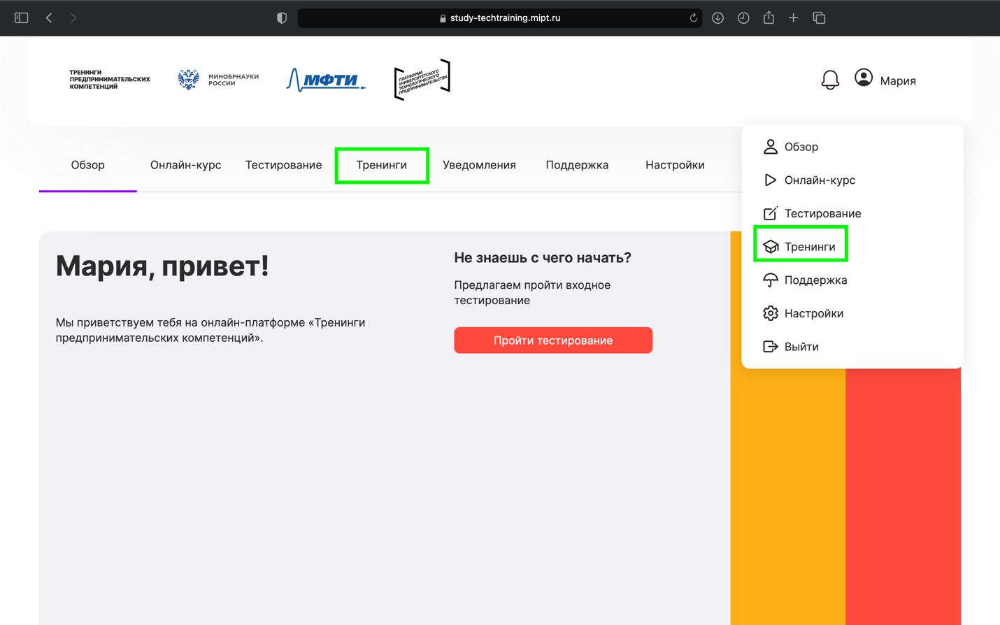 study-techtraining.mipt.ru
ТРЕНИНГИ
ПРЕДПРИНИМАТЕЛЬСКИХ
КОМПЕТЕНЦИЙ
МИНОБРНАУКИ
РОССИИ
МФТИ
ПЛАТФОРМА
УНИВЕРСИТЕТСКОГО
ТЕХНОЛОГИЧЕСКОГО
ПРЕДПРИНИМАТЕЛЬСТВА
Мария
Обзор
Онлайн-курс
Тестирование
Тренинги
Уведомления
Поддержка
Настройки
Обзор
Онлайн-курс
Тестирование
Тренинги
Поддержка
Настройки
Выйти
Мария, привет!
Мы приветствуем тебя на онлайн-платформе «Тренинги
предпринимательских компетенций».
Не знаешь с чего начать?
Предлагаем пройти входное
тестирование
Пройти тестирование